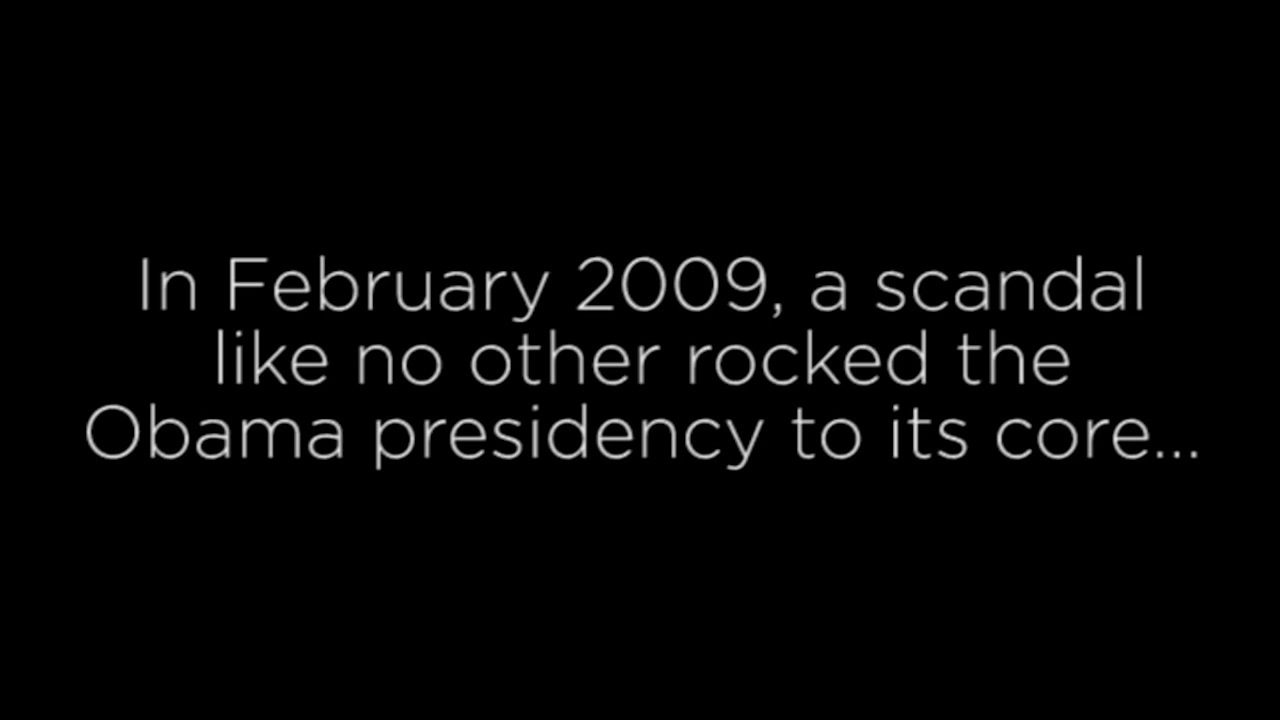 In February 2009, a scandal
like no other rocked the
Obama presidency to its core...